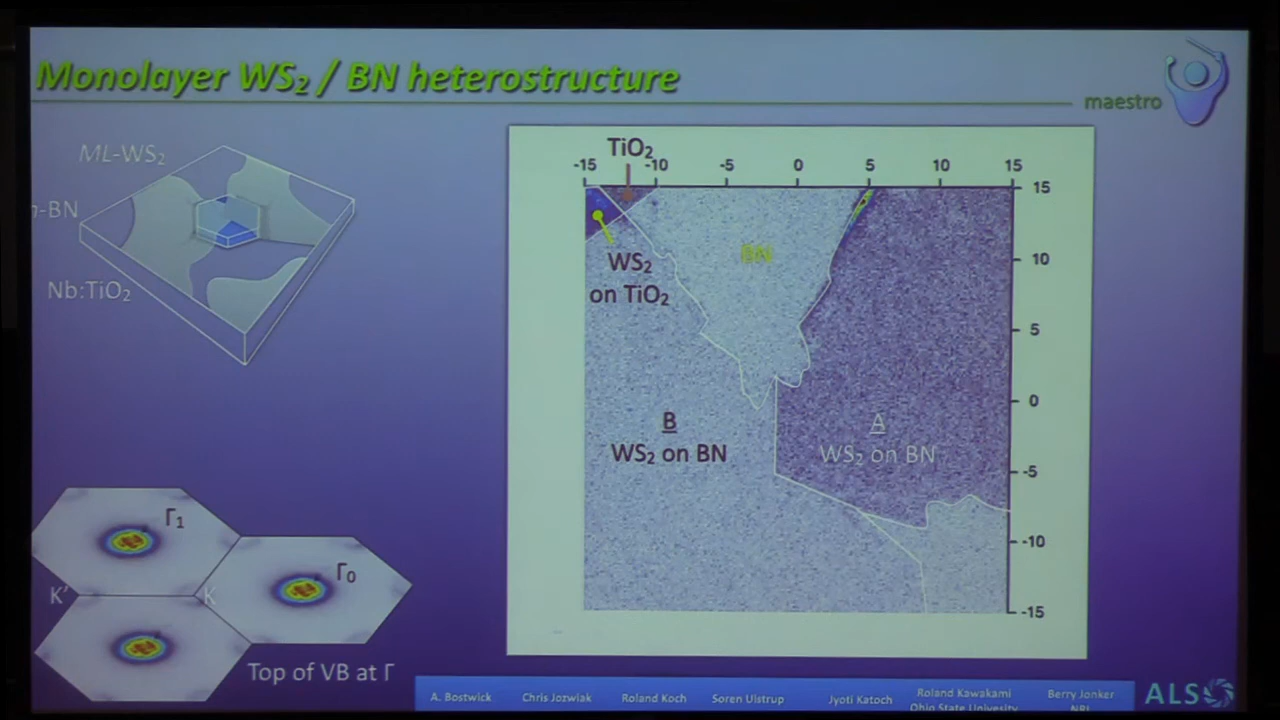 Monolayer WS₂ / BN heterostructure
maestro
ML-WS₂
h-BN
Nb:TiO₂
TiO₂
-15 -10 -5 0 5 10 15
15
10
5
0
-5
-10
-15
BN
WS₂
on TiO₂
B
WS₂ on BN
A
WS₂ on BN
Γ₁
Γ₀
K'
K
Top of VB at Γ
A. Bostwick
Chris Jozwiak
Roland Koch
Soren Ulstrup
Jyoti Katoch
Roland Kawakami
Ohio State Univesity
Berry Jonker
NRL
ALS